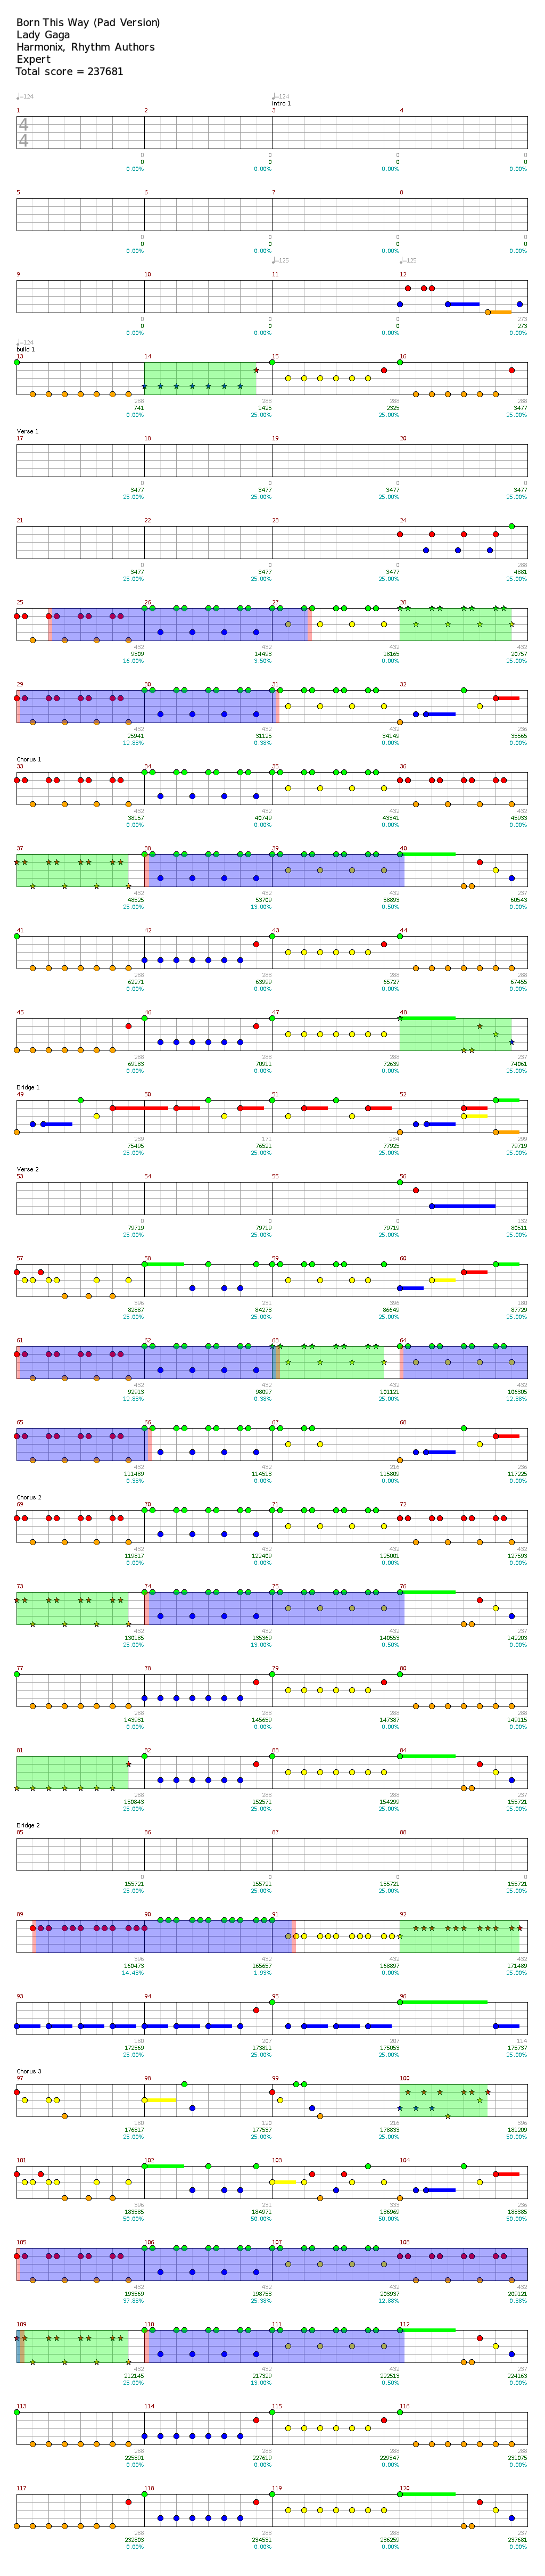 Born This Way (Pad Version)
Lady Gaga
Harmonix, Rhythm Authors
Expert
Total score = 237681
♩=124 ♩=124
intro 1
1 2 3 4
4
4
0 0 0 0
0 0 0 0
0.00% 0.00% 0.00% 0.00%
5 6 7 8
0 0 0 0
0 0 0 0
0.00% 0.00% 0.00% 0.00%
♩=125 ♩=125
9 10 11 12
0 0 0 273
0 0 0 273
0.00% 0.00% 0.00% 0.00%
♩=124
build 1
13 14 15 16
288 288 288 288
741 1425 2325 3477
0.00% 25.00% 25.00% 25.00%
Verse 1
17 18 19 20
0 0 0 0
3477 3477 3477 3477
25.00% 25.00% 25.00% 25.00%
21 22 23 24
0 0 0 286
3477 3477 3477 4881
25.00% 25.00% 25.00% 25.00%
25 26 27 28
432 432 432 432
9309 14493 18165 20757
16.00% 3.50% 0.00% 25.00%
29 30 31 32
432 432 432 236
25941 31125 34149 35565
12.88% 0.38% 0.00% 0.00%
Chorus 1
33 34 35 36
432 432 432 432
38157 40749 43341 45933
0.00% 0.00% 0.00% 0.00%
37 38 39 40
432 432 432 237
48525 53709 58893 60543
25.00% 13.00% 0.50% 0.00%
41 42 43 44
288 288 288 288
62271 63999 65727 67455
0.00% 0.00% 0.00% 0.00%
45 46 47 48
288 288 288 237
69183 70911 72639 74061
0.00% 0.00% 0.00% 25.00%
Bridge 1
49 50 51 52
239 171 234 299
75495 76521 77925 79719
25.00% 25.00% 25.00% 25.00%
Verse 2
53 54 55 56
0 0 0 132
79719 79719 79719 80511
25.00% 25.00% 25.00% 25.00%
57 58 59 60
396 231 396 180
82887 84273 86649 87729
25.00% 25.00% 25.00% 25.00%
61 62 63 64
432 432 432 432
92913 98097 101121 106305
12.88% 0.38% 25.00% 12.88%
65 66 67 68
432 432 216 236
111489 114513 115809 117225
0.38% 0.00% 0.00% 0.00%
Chorus 2
69 70 71 72
432 432 432 432
119817 122409 125001 127593
0.00% 0.00% 0.00% 0.00%
73 74 75 76
432 432 432 237
130185 135369 140553 142203
25.00% 13.00% 0.50% 0.00%
77 78 79 80
288 288 288 288
143931 145659 147387 149115
0.00% 0.00% 0.00% 0.00%
81 82 83 84
288 288 288 237
150843 152571 154299 155721
25.00% 25.00% 25.00% 25.00%
Bridge 2
85 86 87 88
0 0 0 0
155721 155721 155721 155721
25.00% 25.00% 25.00% 25.00%
89 90 91 92
396 432 432 432
160473 165657 168897 171489
14.43% 1.93% 0.00% 25.00%
93 94 95 96
180 207 207 114
172569 173811 175053 175737
25.00% 25.00% 25.00% 25.00%
Chorus 3
97 98 99 100
180 120 216 396
176817 177537 178833 181209
25.00% 25.00% 25.00% 50.00%
101 102 103 104
396 231 333 236
183585 184971 186969 188385
50.00% 50.00% 50.00% 50.00%
105 106 107 108
432 432 432 432
193569 198753 203937 209121
37.88% 25.38% 12.88% 0.38%
109 110 111 112
432 432 432 237
212145 217329 222513 224163
25.00% 13.00% 0.50% 0.00%
113 114 115 116
288 288 288 288
225891 227619 229347 231075
0.00% 0.00% 0.00% 0.00%
117 118 119 120
288 288 288 237
232803 234531 236259 237681
0.00% 0.00% 0.00% 0.00%